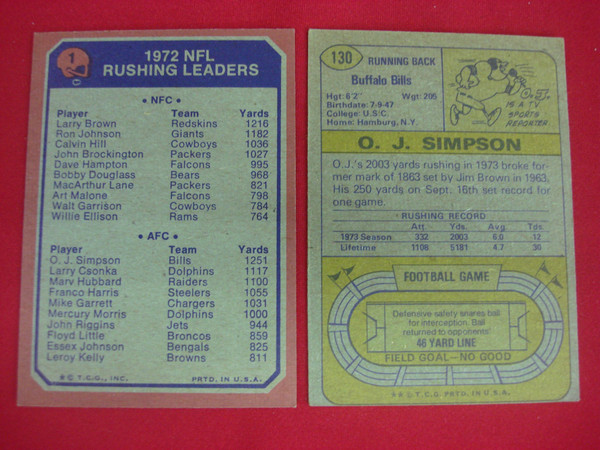 1
1972 NFL
RUSHING LEADERS
• NFC •
Player Team Yards
Larry Brown Redskins 1216
Ron Johnson Giants 1182
Calvin Hill Cowboys 1036
John Brockington Packers 1027
Dave Hampton Falcons 995
Bobby Douglass Bears 968
MacArthur Lane Packers 821
Art Malone Falcons 798
Walt Garrison Cowboys 784
Willie Ellison Rams 764
• AFC •
Player Team Yards
O. J. Simpson Bills 1251
Larry Csonka Dolphins 1117
Marv Hubbard Raiders 1100
Franco Harris Steelers 1055
Mike Garrett Chargers 1031
Mercury Morris Dolphins 1000
John Riggins Jets 944
Floyd Little Broncos 859
Essex Johnson Bengals 825
Leroy Kelly Browns 811
* © T.C.G., INC. PRTD. IN U.S.A.
130
RUNNING BACK
Buffalo Bills
Hgt: 6'2" Wgt: 205
Birthdate: 7-9-47
College: U.S.C.
Home: Hamburg, N.Y.
O.J.
IS A T.V.
SPORTS
REPORTER
O. J. SIMPSON
O.J.'s 2003 yards rushing in 1973 broke for-
mer mark of 1863 set by Jim Brown in 1963.
His 250 yards on Sept. 16th set record for
one game.
RUSHING RECORD
Att. Yds. Avg. Tds.
1973 Season 332 2003 6.0 12
Lifetime 1108 5181 4.7 30
FOOTBALL GAME
Defensive safety snares ball
for interception. Ball
returned to opponents'
46 YARD LINE
FIELD GOAL—NO GOOD
** © T.C.G. PRTD. IN U.S.A.